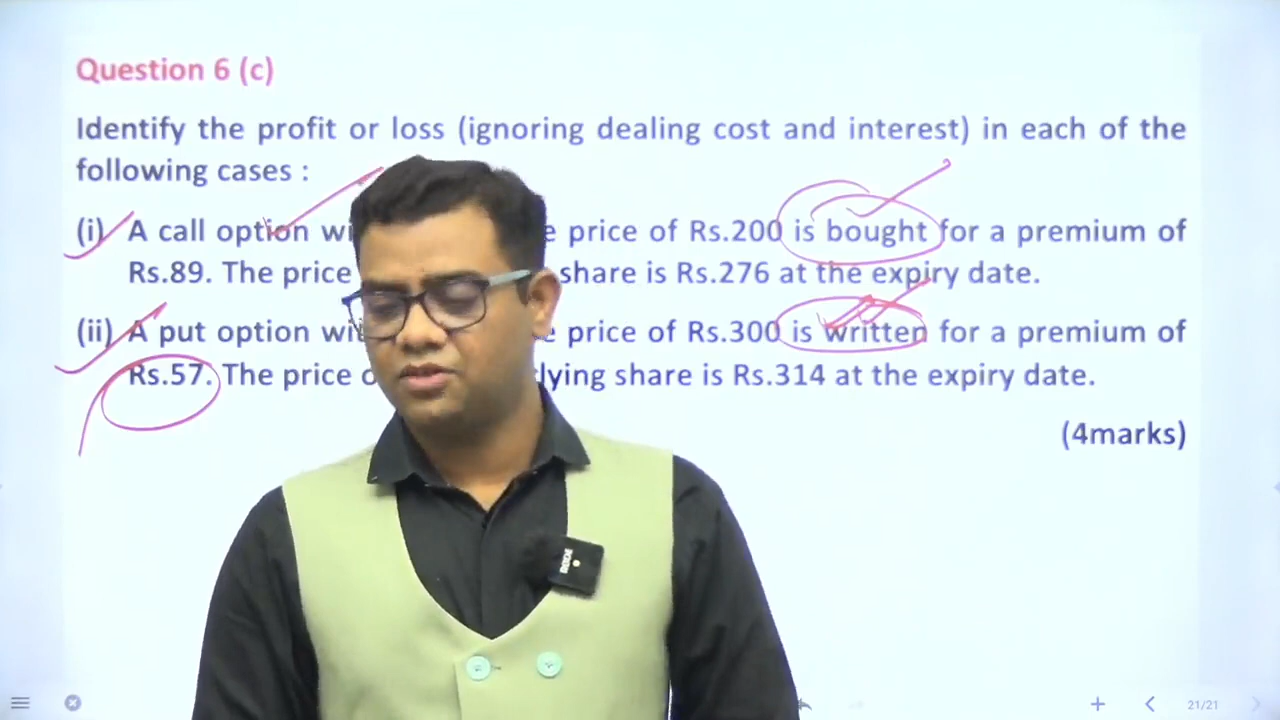 Question 6 (c)
Identify the profit or loss (ignoring dealing cost and interest) in each of the
following cases :
(i) A call option price of Rs.200 is bought for a premium of
Rs.89. The price share is Rs.276 at the expiry date.
(ii) A put option price of Rs.300 is written for a premium of
Rs.57. The price share is Rs.314 at the expiry date.
(4marks)
RODE
21/21